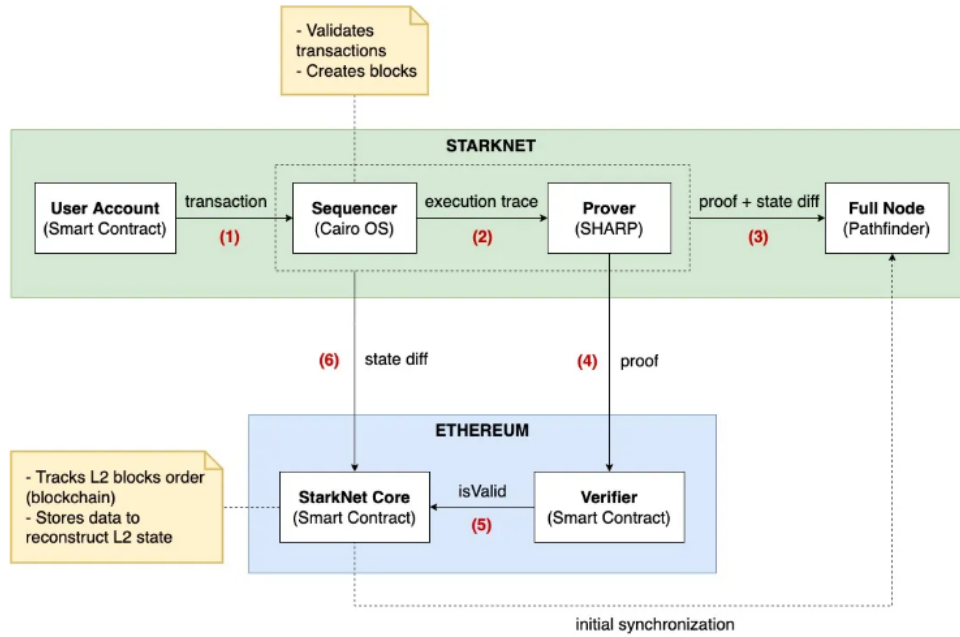 - Validates
transactions
- Creates blocks
STARKNET
User Account
(Smart Contract)
transaction
(1)
Sequencer
(Cairo OS)
execution trace
(2)
Prover
(SHARP)
proof + state diff
(3)
Full Node
(Pathfinder)
(6)
state diff
(4)
proof
ETHEREUM
- Tracks L2 blocks order
(blockchain)
- Stores data to
reconstruct L2 state
StarkNet Core
(Smart Contract)
isValid
(5)
Verifier
(Smart Contract)
initial synchronization